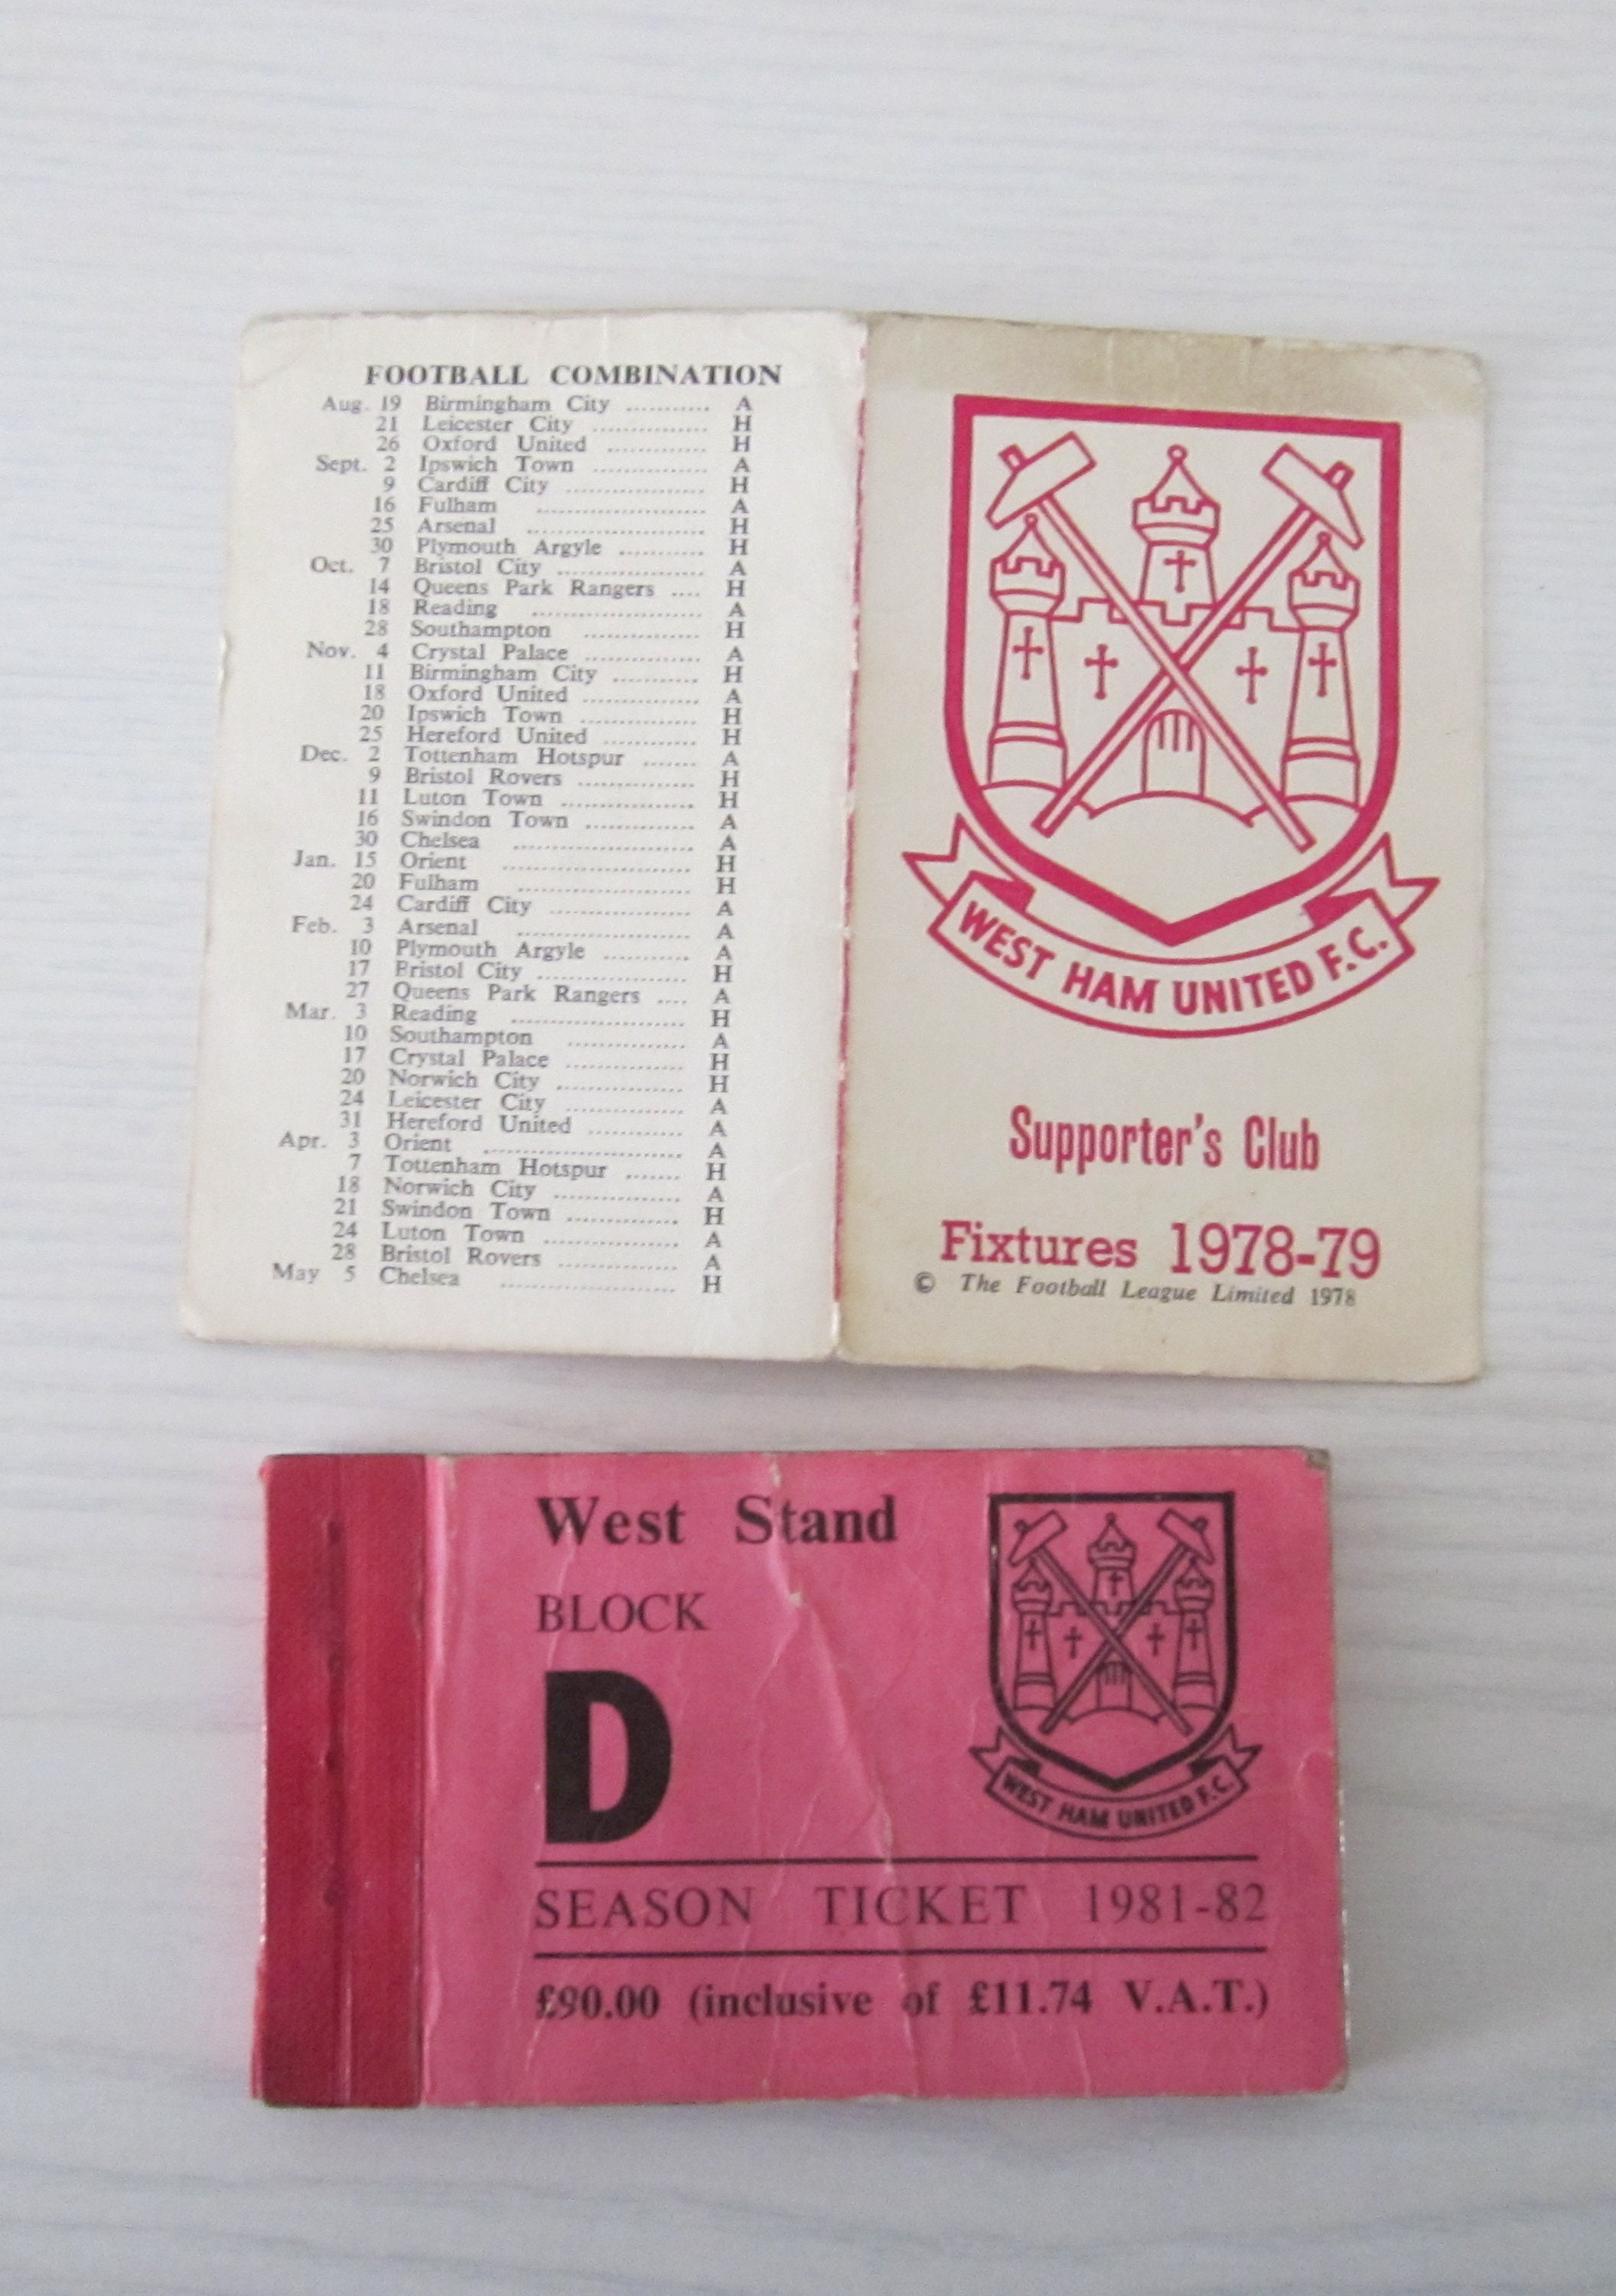 FOOTBALL COMBINATION
Aug. 19 Birmingham City ........... A
21 Leicester City ............... H
26 Oxford United ............. H
Sept. 2 Ipswich Town ............... A
9 Cardiff City .................. H
16 Fulham ...................... A
25 Arsenal ........................ H
30 Plymouth Argyle ........... H
Oct. 7 Bristol City .................... A
14 Queens Park Rangers .... H
18 Reading ....................... A
28 Southampton ............... H
Nov. 4 Crystal Palace ............... A
11 Birmingham City ........... H
18 Oxford United ............... A
20 Ipswich Town ............... H
25 Hereford United ............ H
Dec. 2 Tottenham Hotspur ....... A
9 Bristol Rovers ............... H
11 Luton Town ................. H
16 Swindon Town .............. A
30 Chelsea ....................... A
Jan. 15 Orient ........................ H
20 Fulham ...................... H
24 Cardiff City .................. A
Feb. 3 Arsenal ...................... A
10 Plymouth Argyle ........... A
17 Bristol City .................. H
27 Queens Park Rangers .... A
Mar. 3 Reading ...................... H
10 Southampton ............... A
17 Crystal Palace .............. H
20 Norwich City ............... H
24 Leicester City ............... A
31 Hereford United ............ A
Apr. 3 Orient ......................... A
7 Tottenham Hotspur ....... H
18 Norwich City ............... A
21 Swindon Town .............. H
24 Luton Town ................. A
28 Bristol Rovers ............... A
May 5 Chelsea ...................... H
WEST HAM UNITED F.C.
Supporter's Club
Fixtures 1978-79
© The Football League Limited 1978
West Stand
BLOCK
D
WEST HAM UNITED F.C.
SEASON TICKET 1981-82
£90.00 (inclusive of £11.74 V.A.T.)